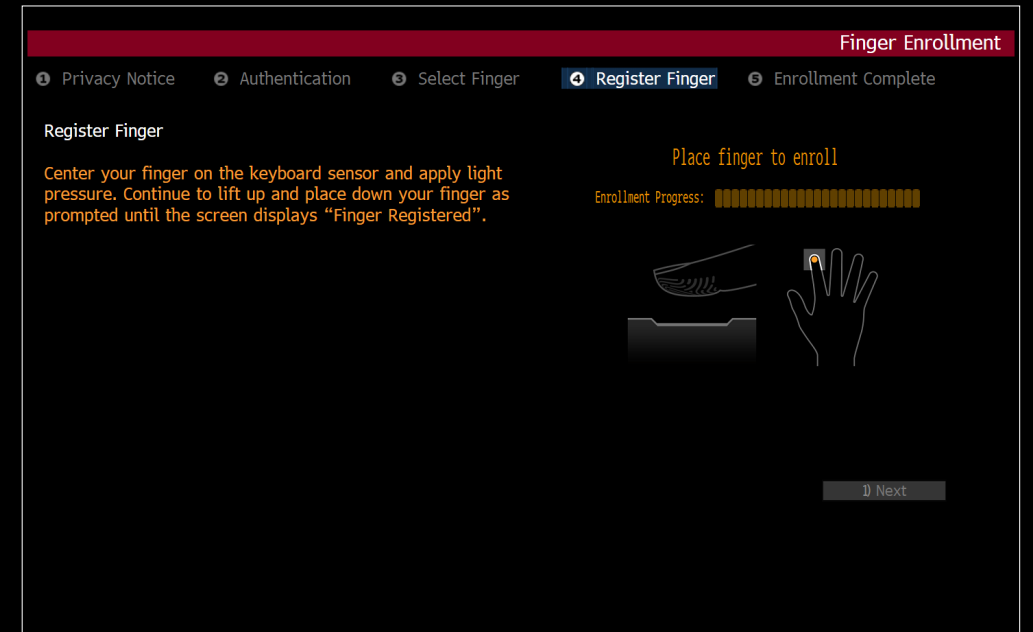 Finger Enrollment
❶ Privacy Notice ❷ Authentication ❸ Select Finger ❹ Register Finger ❺ Enrollment Complete
Register Finger
Center your finger on the keyboard sensor and apply light
pressure. Continue to lift up and place down your finger as
prompted until the screen displays “Finger Registered”.
Place finger to enroll
Enrollment Progress:
1) Next